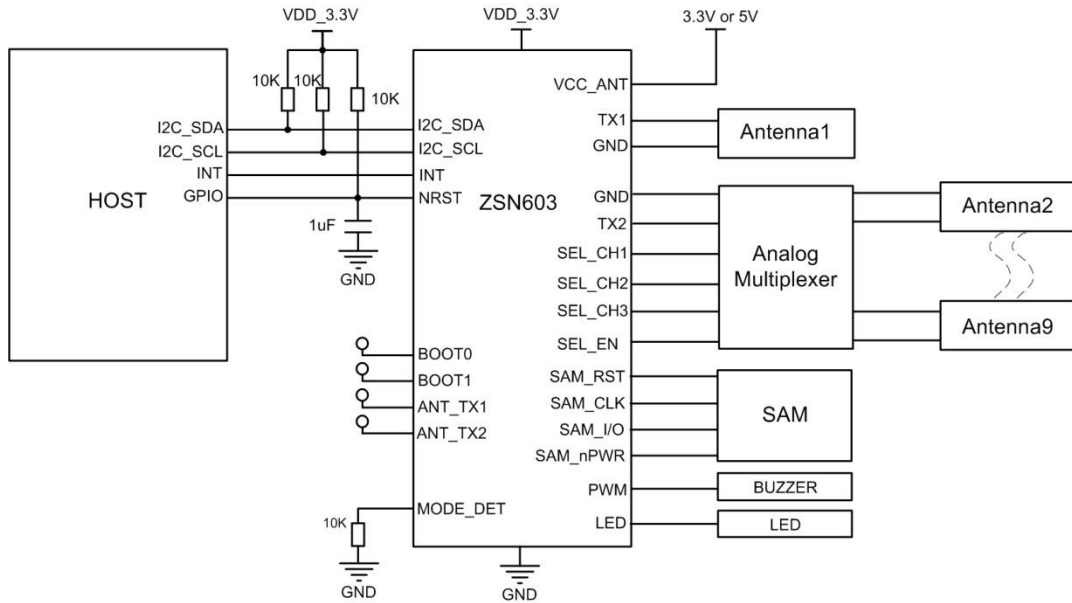 VDD_3.3V
VDD_3.3V
3.3V or 5V
10K
10K
10K
VCC_ANT
I2C_SDA
I2C_SCL
INT
GPIO
HOST
I2C_SDA
I2C_SCL
INT
NRST
ZSN603
1uF
GND
TX1
GND
Antenna1
GND
TX2
SEL_CH1
SEL_CH2
SEL_CH3
SEL_EN
Analog
Multiplexer
Antenna2
Antenna9
BOOT0
BOOT1
ANT_TX1
ANT_TX2
SAM_RST
SAM_CLK
SAM_I/O
SAM_nPWR
SAM
MODE_DET
10K
GND
PWM
BUZZER
LED
LED
GND